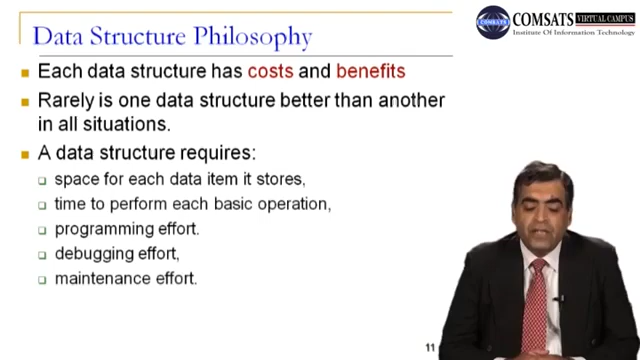 Data Structure Philosophy
COMSATS
COMSATS VIRTUAL CAMPUS
Institute Of Information Technology
Each data structure has costs and benefits
Rarely is one data structure better than another
in all situations.
A data structure requires:
space for each data item it stores,
time to perform each basic operation,
programming effort.
debugging effort,
maintenance effort.
11